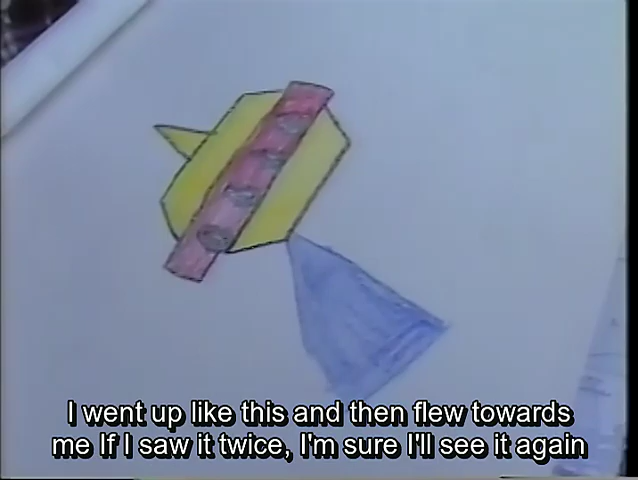 I went up like this and then flew towards
me If I saw it twice, I'm sure I'll see it again